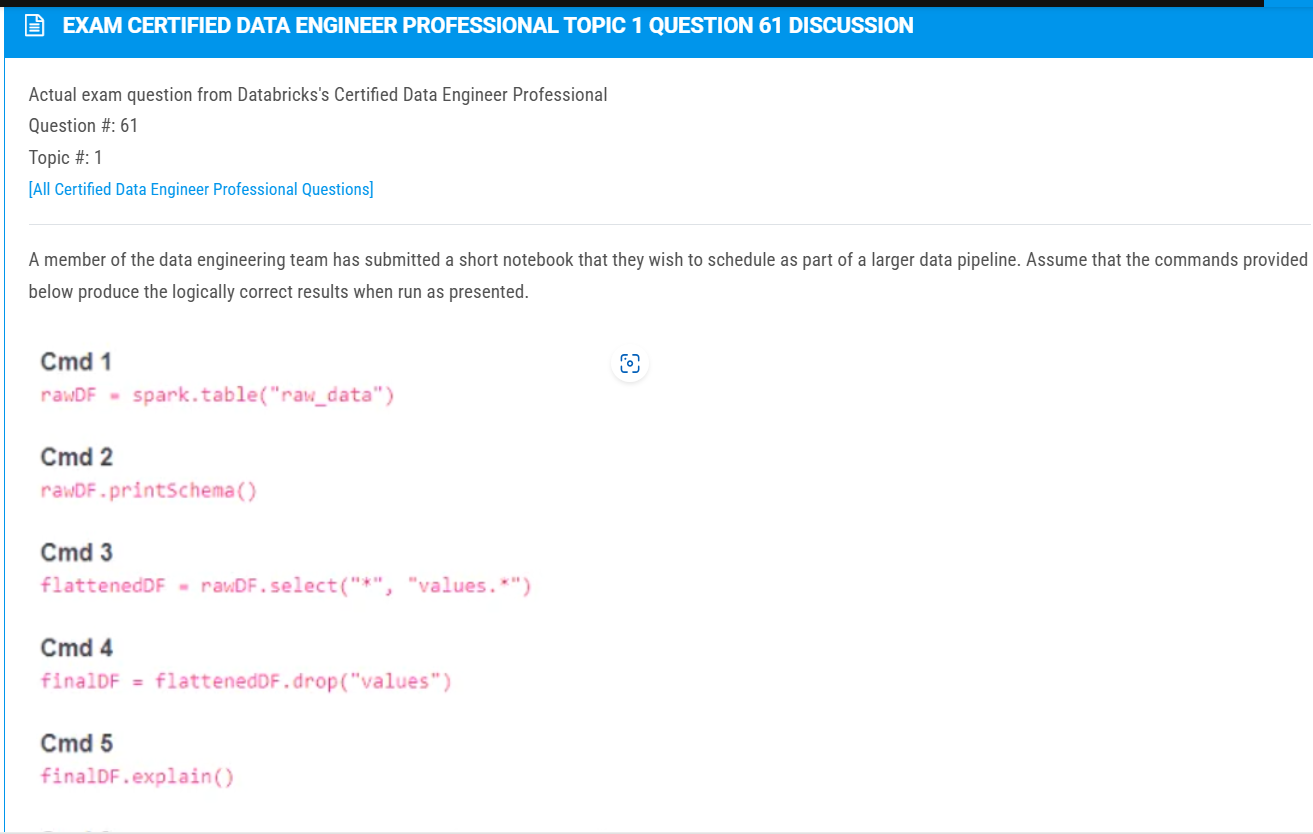 EXAM CERTIFIED DATA ENGINEER PROFESSIONAL TOPIC 1 QUESTION 61 DISCUSSION
Actual exam question from Databricks's Certified Data Engineer Professional
Question #: 61
Topic #: 1
[All Certified Data Engineer Professional Questions]
A member of the data engineering team has submitted a short notebook that they wish to schedule as part of a larger data pipeline. Assume that the commands provided
below produce the logically correct results when run as presented.
Cmd 1
rawDF = spark.table("raw_data")
Cmd 2
rawDF.printSchema()
Cmd 3
flattenedDF = rawDF.select("*", "values.*")
Cmd 4
finalDF = flattenedDF.drop("values")
Cmd 5
finalDF.explain()